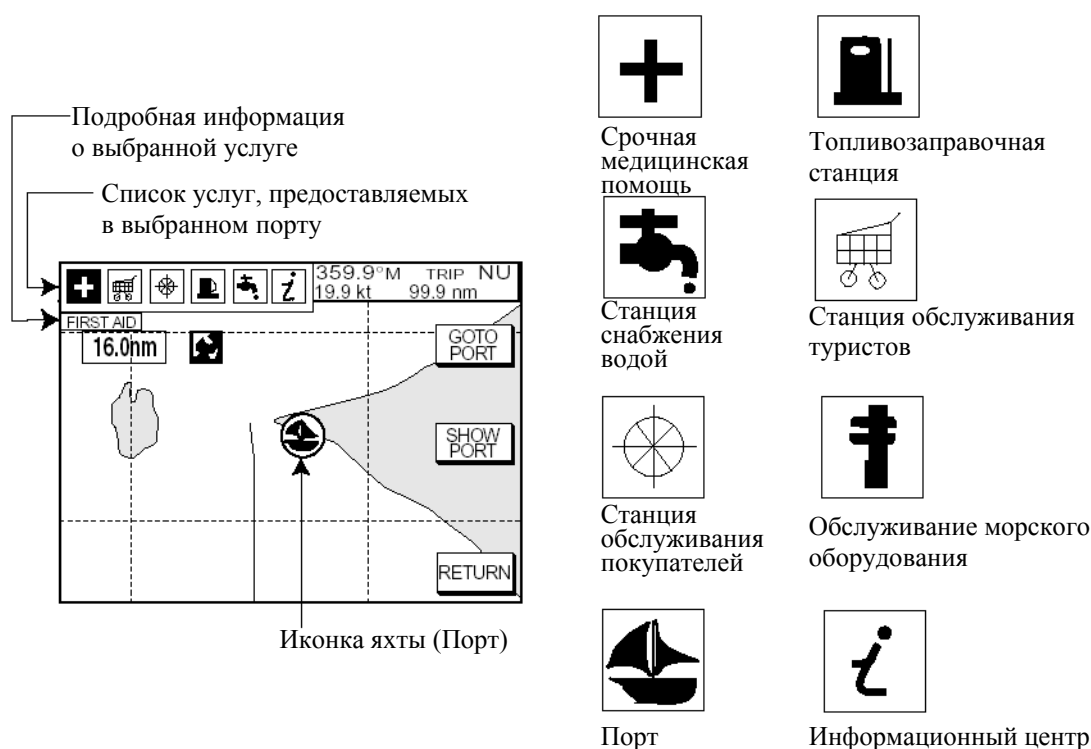 Подробная информация
о выбранной услуге
Список услуг, предоставляемых
в выбранном порту
359.9°M TRIP NU
19.9 kt 99.9 nm
FIRST AID
16.0nm
GOTO
PORT
SHOW
PORT
RETURN
Иконка яхты (Порт)
Срочная
медицинская
помощь
Топливозаправочная
станция
Станция
снабжения
водой
Станция обслуживания
туристов
Станция
обслуживания
покупателей
Обслуживание морского
оборудования
Порт
Информационный центр